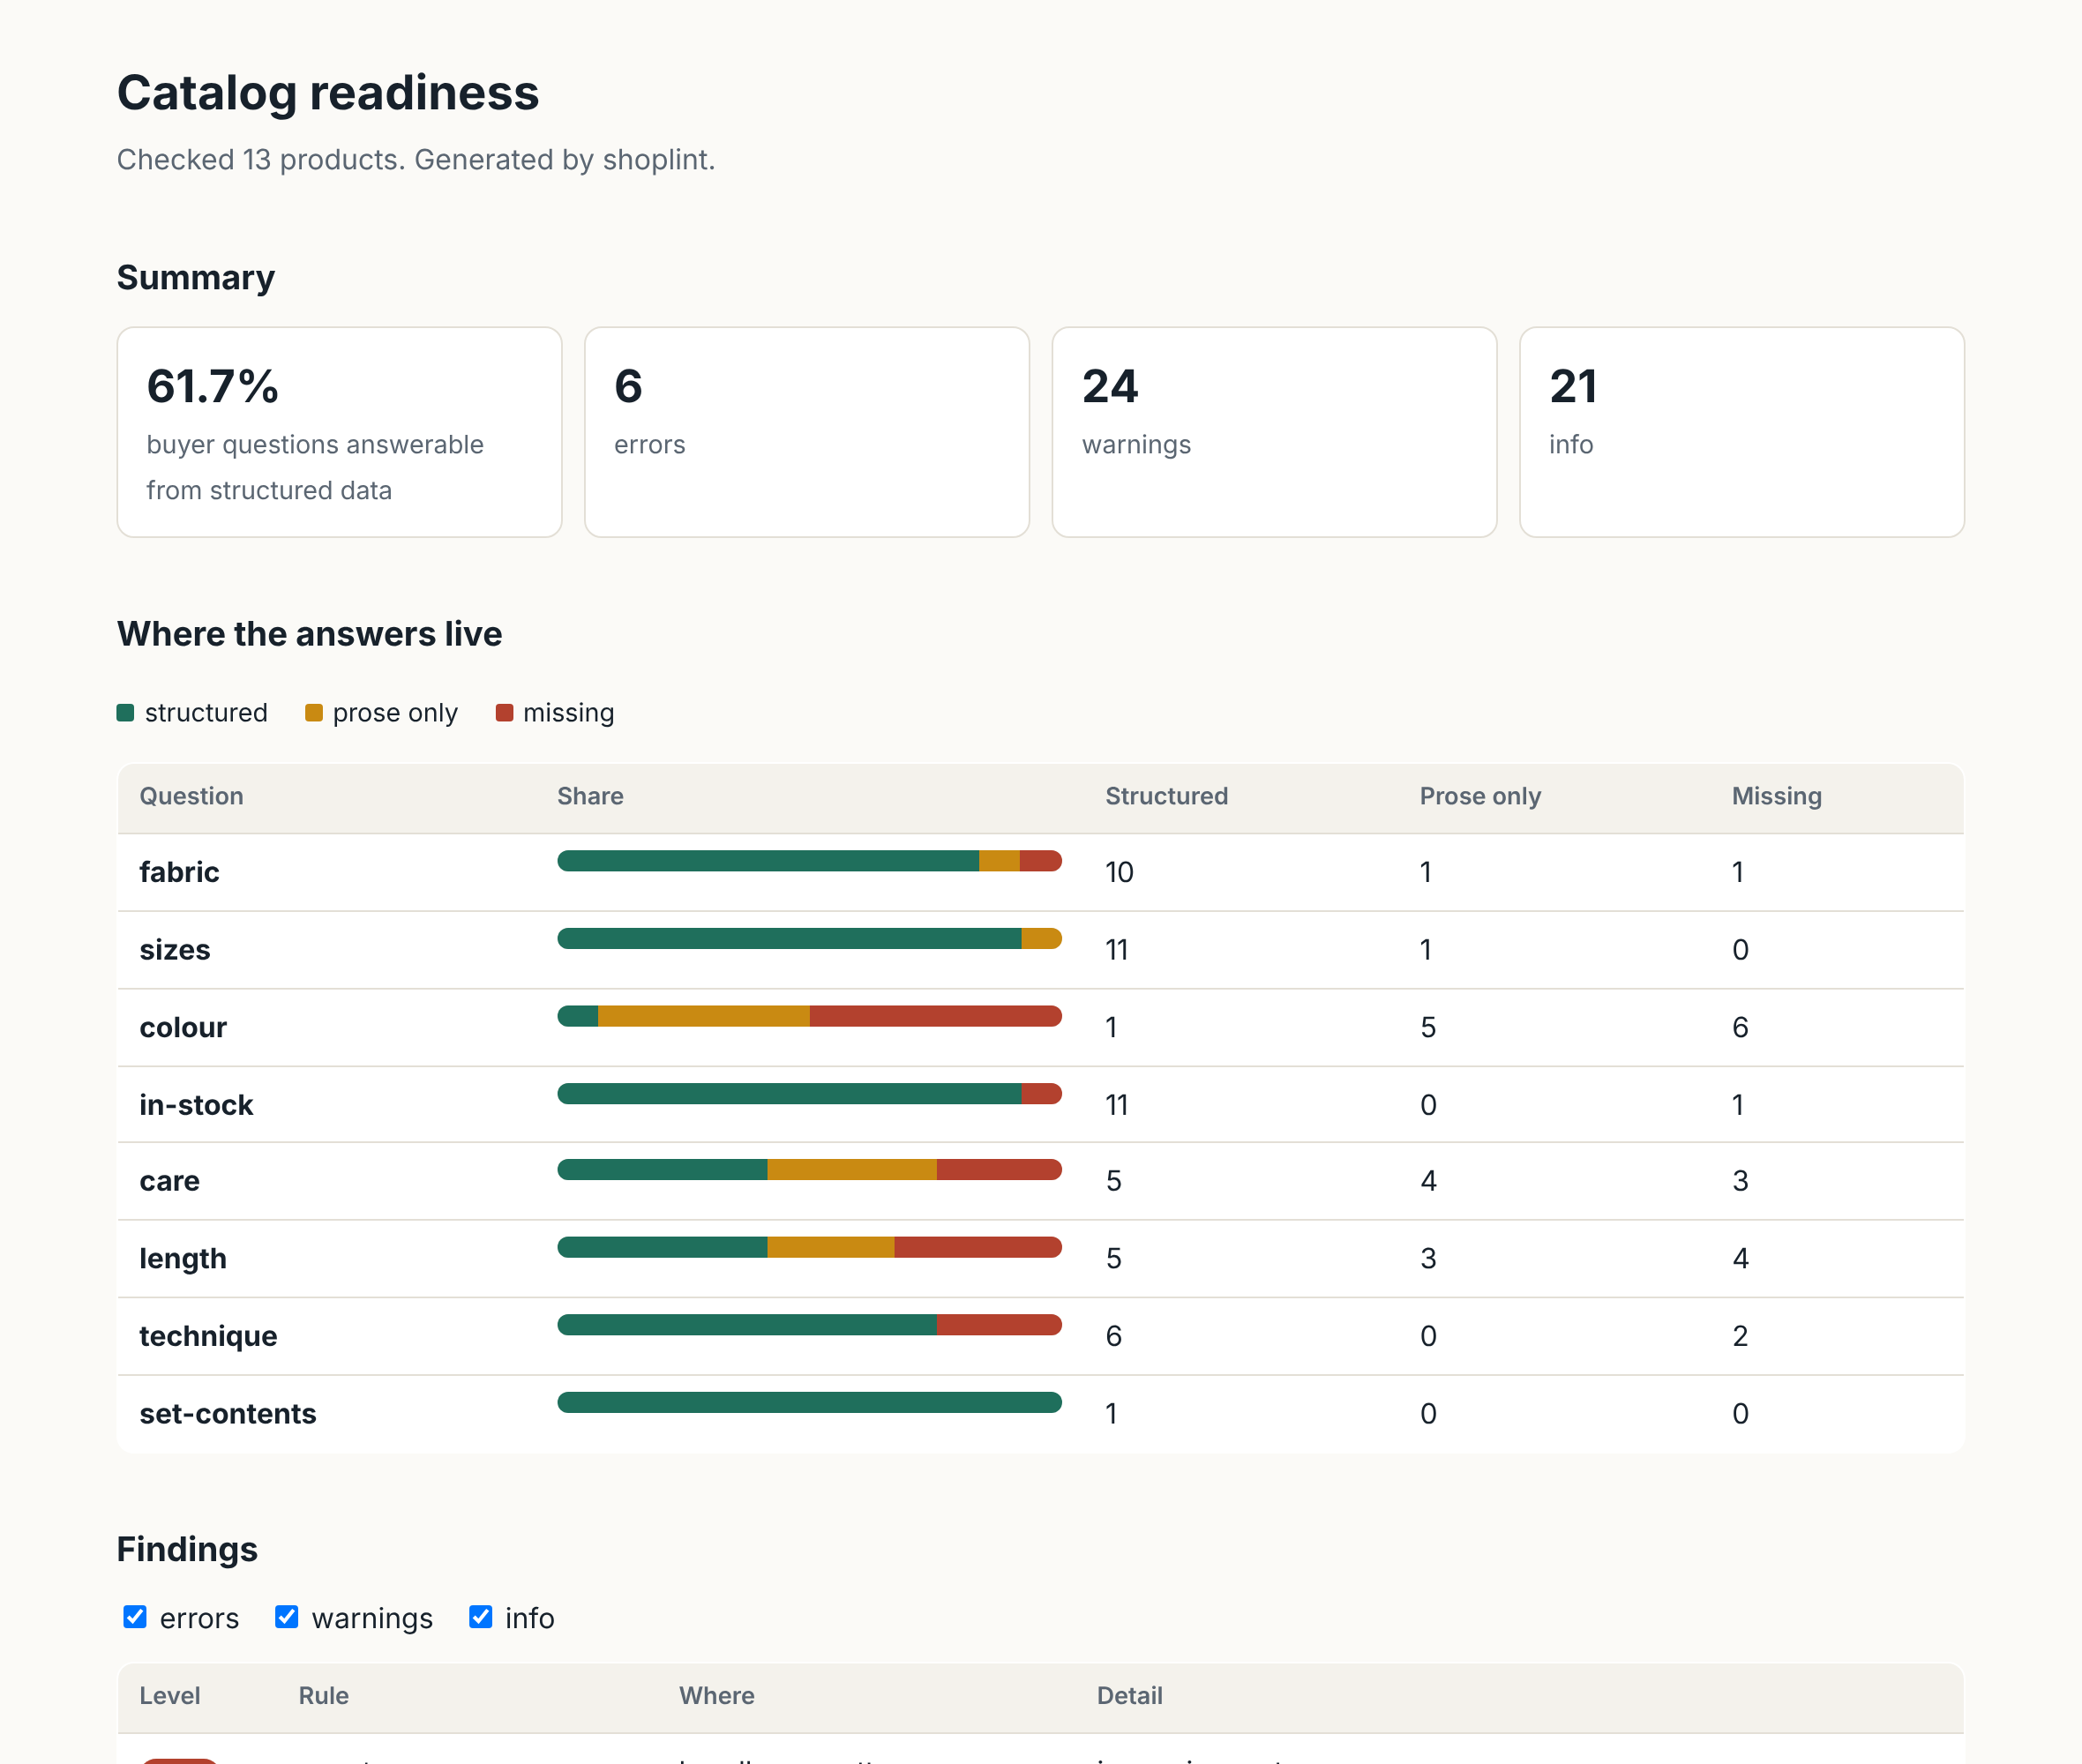 Catalog readiness
Checked 13 products. Generated by shoplint.
Summary
61.7%
buyer questions answerable
from structured data
6
errors
24
warnings
21
info
Where the answers live
structured prose only missing
Question Share Structured Prose only Missing
fabric 10 1 1
sizes 11 1 0
colour 1 5 6
in-stock 11 0 1
care 5 4 3
length 5 3 4
technique 6 0 2
set-contents 1 0 0
Findings
errors warnings info
Level Rule Where Detail